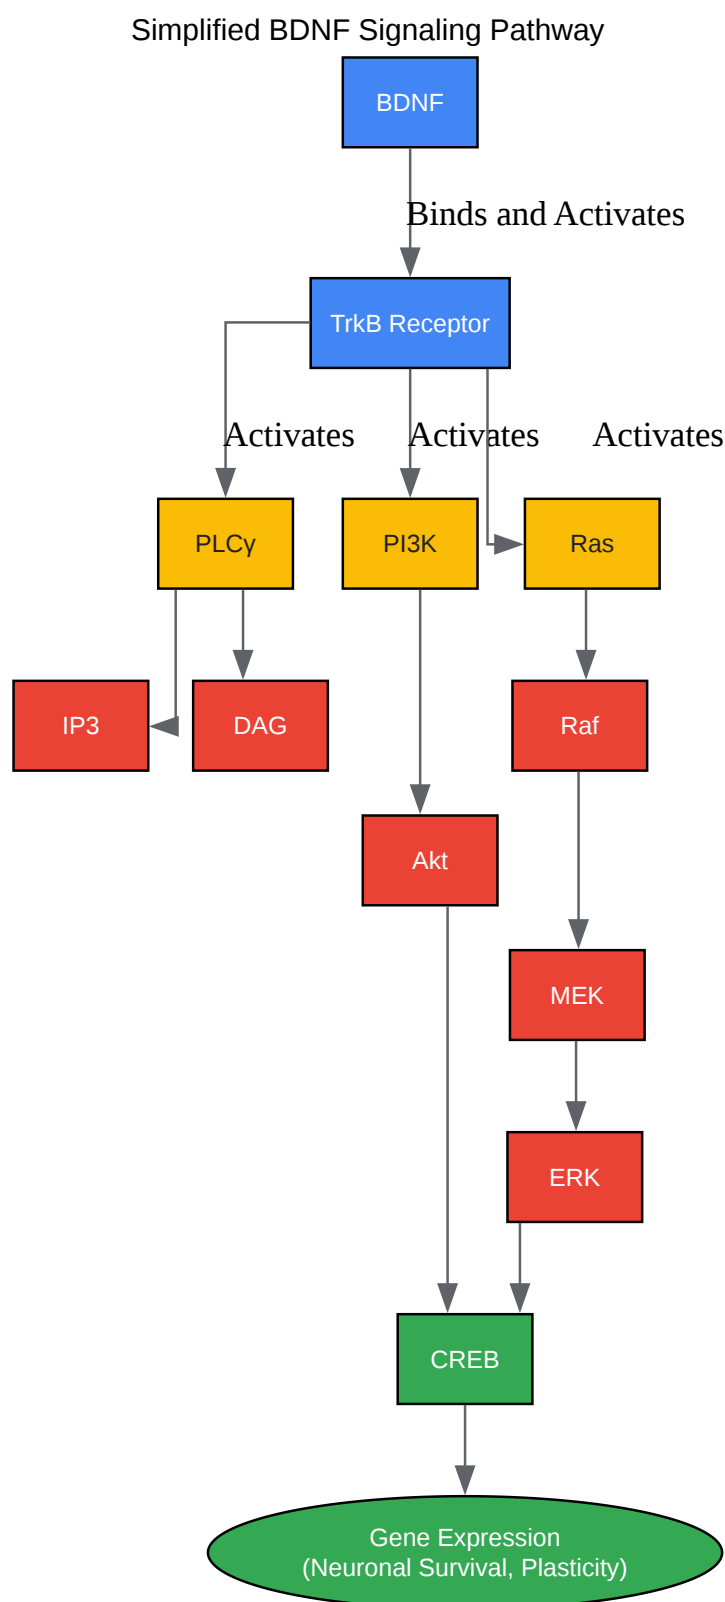 Simplified BDNF Signaling Pathway
BDNF
Binds and Activates
TrkB Receptor
Activates
Activates
Activates
PLCγ
PI3K
Ras
IP3
DAG
Raf
Akt
MEK
ERK
CREB
Gene Expression
(Neuronal Survival, Plasticity)